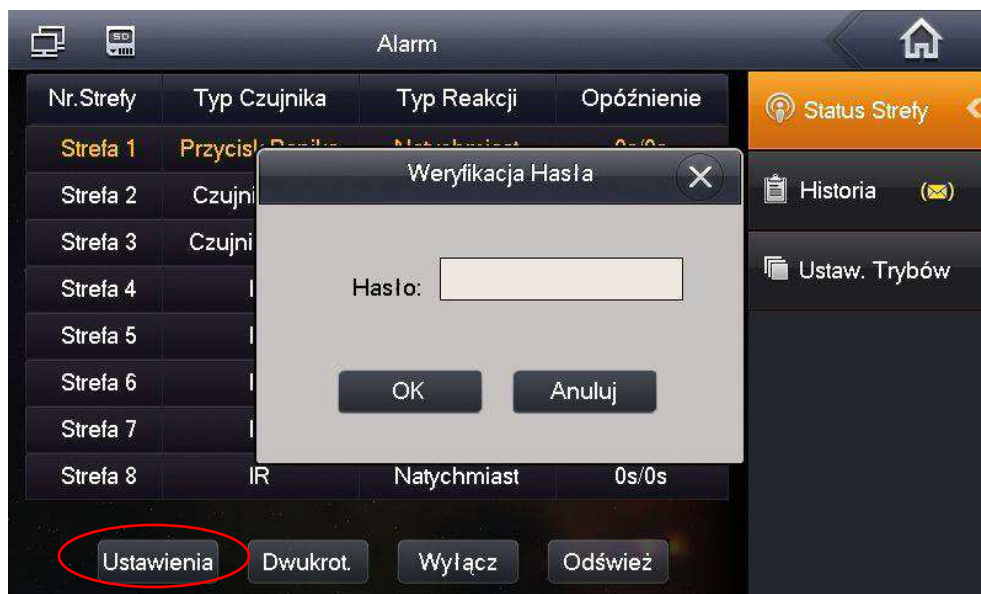 SD
Alarm
Nr.Strefy Typ Czujnika Typ Reakcji Opóźnienie
Strefa 1
Strefa 2
Strefa 3
Strefa 4
Strefa 5
Strefa 6
Strefa 7
Strefa 8 IR Natychmiast 0s/0s
Weryfikacja Hasła
Hasło:
OK Anuluj
Ustawienia Dwukrot. Wyłącz Odśwież
Status Strefy
Historia
Ustaw. Trybów